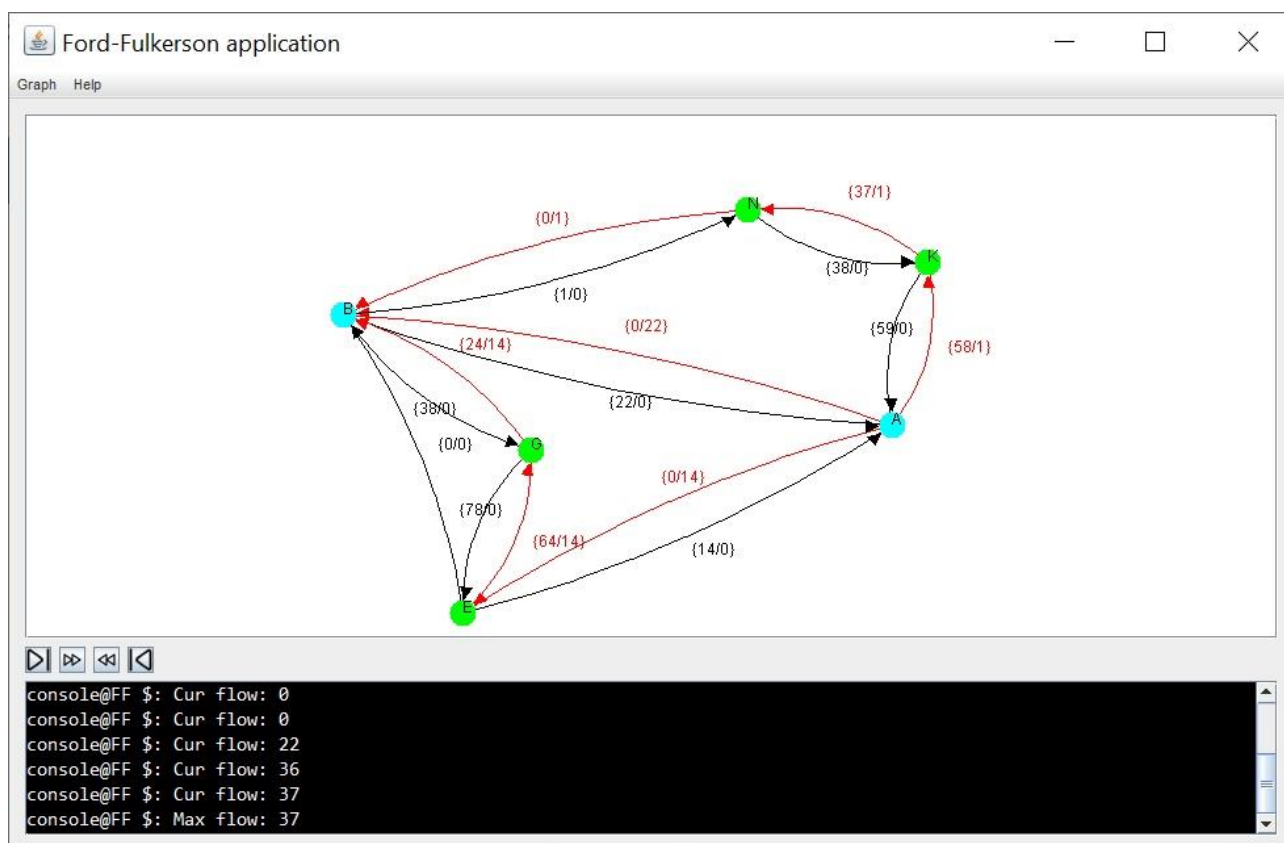 Ford-Fulkerson application
Graph Help
N
{37/1}
{0/1}
K
{38/0}
{1/0}
B
{0/22}
{59/0}
{24/14}
{58/1}
{22/0}
{38/0}
A
{0/0}
G
{0/14}
{78/0}
{64/14}
{14/0}
E
console@FF $: Cur flow: 0
console@FF $: Cur flow: 0
console@FF $: Cur flow: 22
console@FF $: Cur flow: 36
console@FF $: Cur flow: 37
console@FF $: Max flow: 37